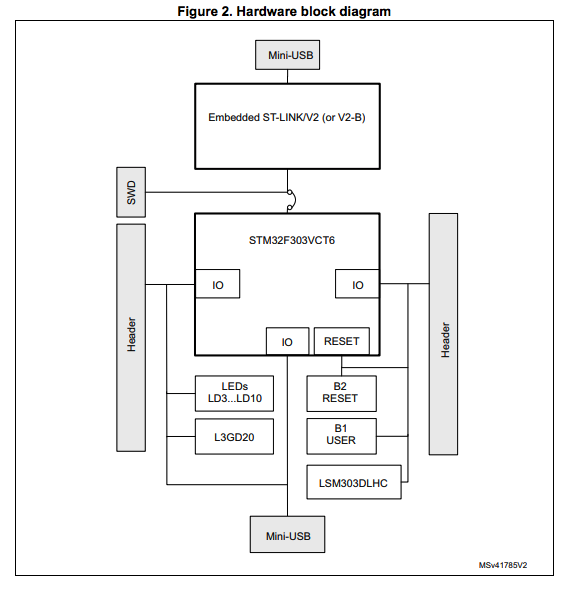 Figure 2. Hardware block diagram
Mini-USB
Embedded ST-LINK/V2 (or V2-B)
SWD
STM32F303VCT6
IO
IO
Header
Header
IO
RESET
LEDs
LD3...LD10
B2
RESET
L3GD20
B1
USER
LSM303DLHC
Mini-USB
MSv41785V2